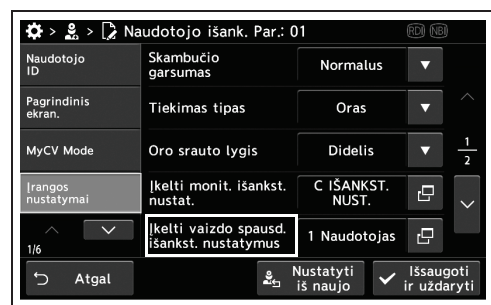 > > Naudotojo išank. Par.: 01 RDI NBI
Naudotojo
ID
Skambučio
garsumas
Normalus
Pagrindinis
ekran.
Tiekimas tipas
Oras
MyCV Mode
Oro srauto lygis
Didelis
1
2
Įrangos
nustatymai
Įkelti monit. išankst.
nustat.
C IŠANKST.
NUST.
1/6
Įkelti vaizdo spausd.
išankst. nustatymus
1 Naudotojas
Atgal
Nustatyti
iš naujo
Išsaugoti
ir uždaryti